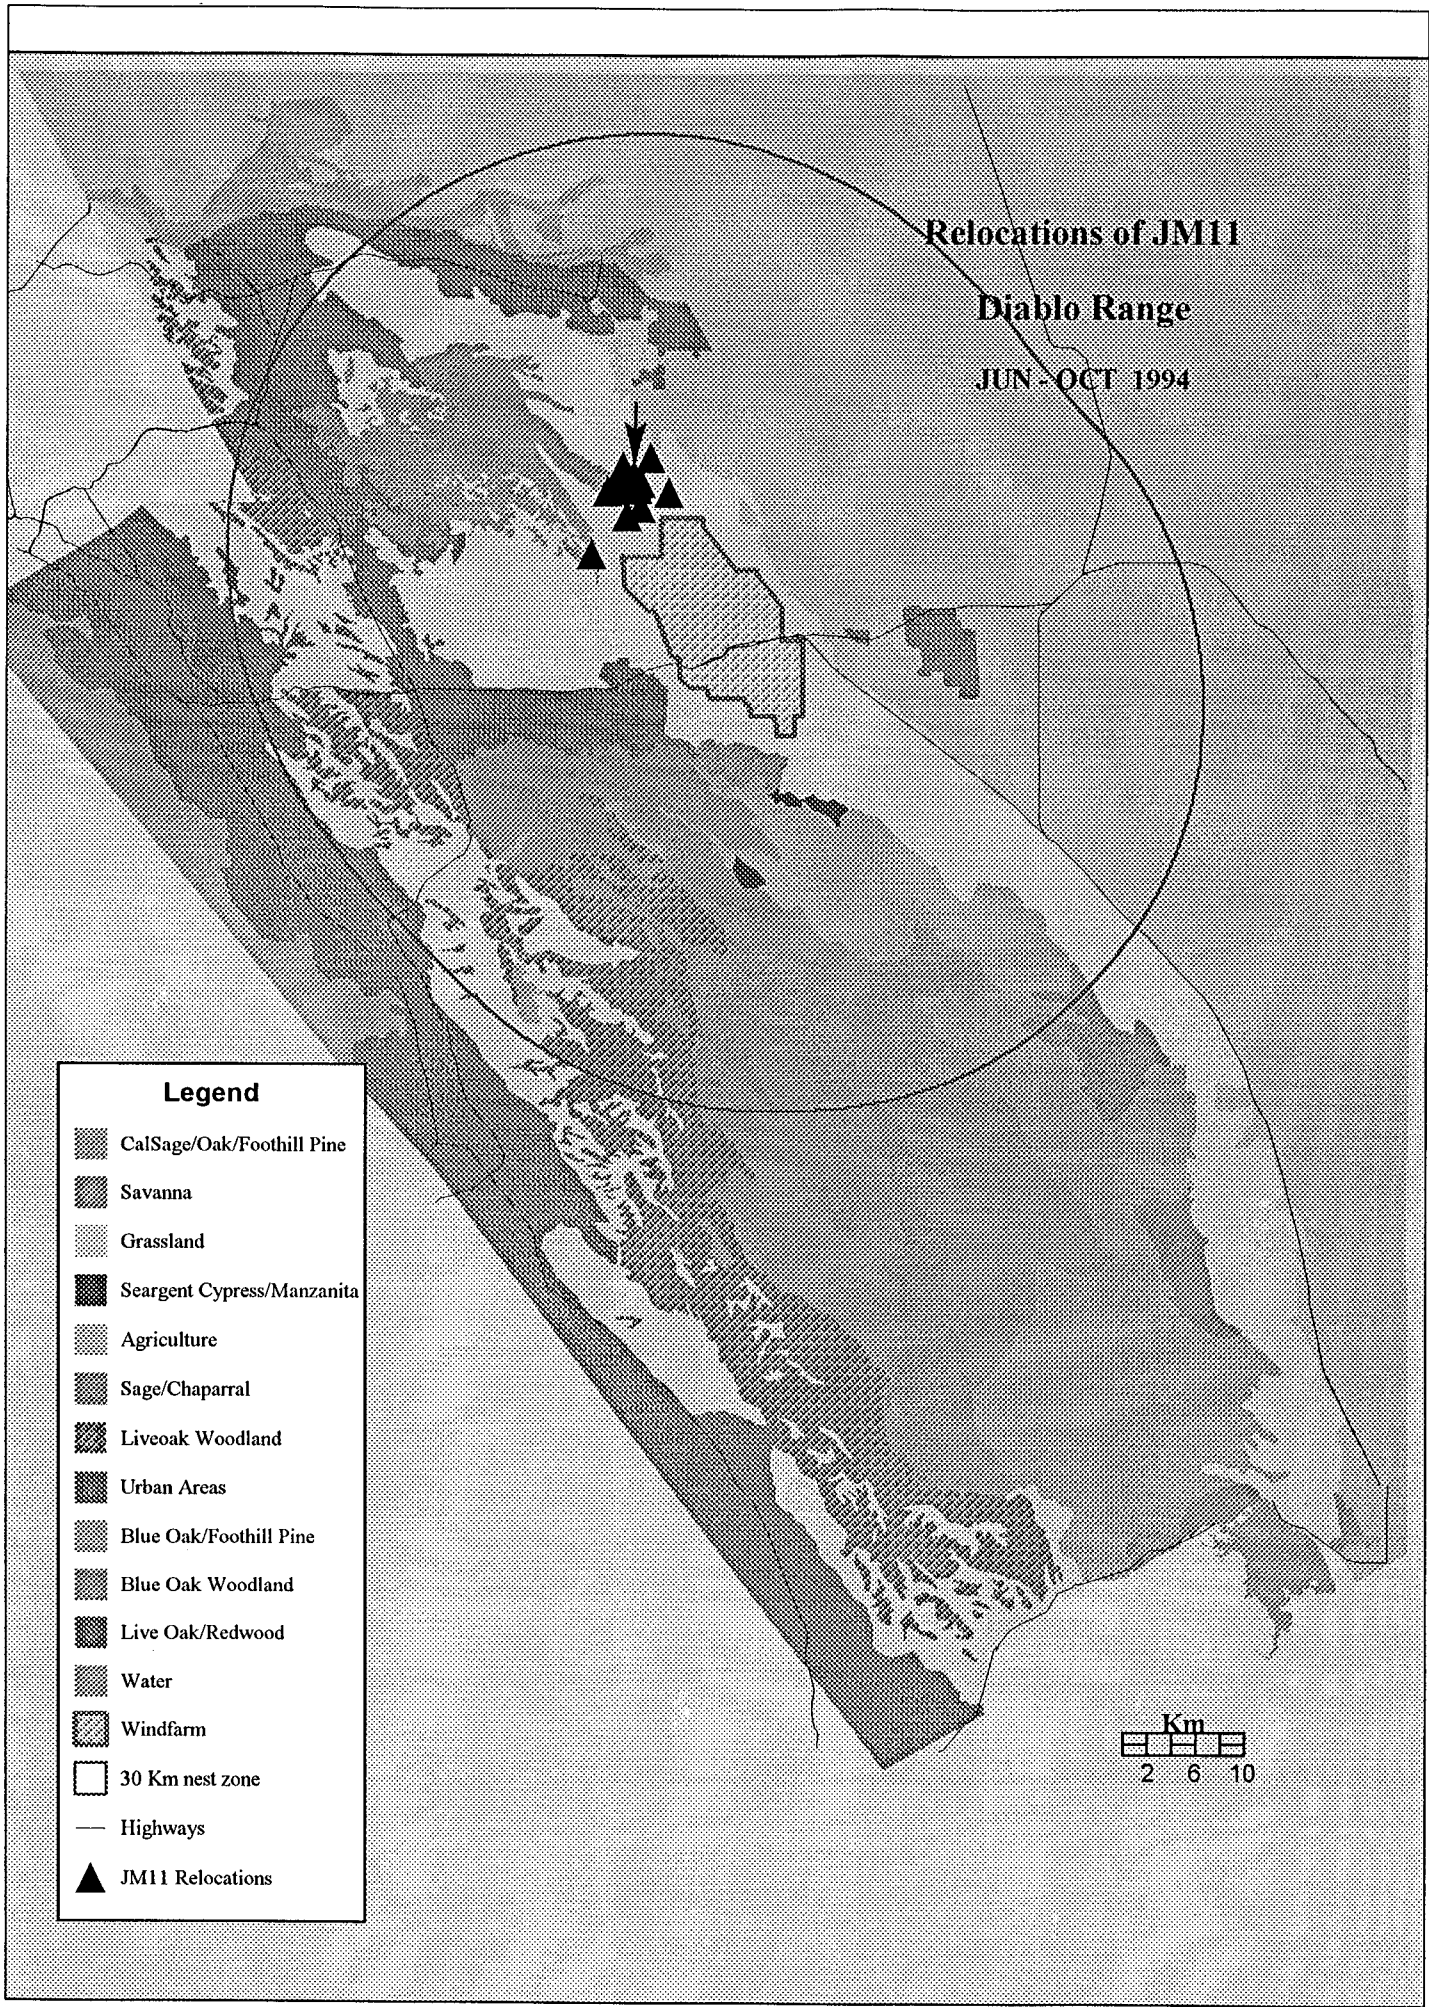 Relocations of JM11
Diablo Range
JUN - OCT 1994
Legend
CalSage/Oak/Foothill Pine
Savanna
Grassland
Seargent Cypress/Manzanita
Agriculture
Sage/Chaparral
Liveoak Woodland
Urban Areas
Blue Oak/Foothill Pine
Blue Oak Woodland
Live Oak/Redwood
Water
Windfarm
30 Km nest zone
Highways
JM11 Relocations
Km
2 6 10